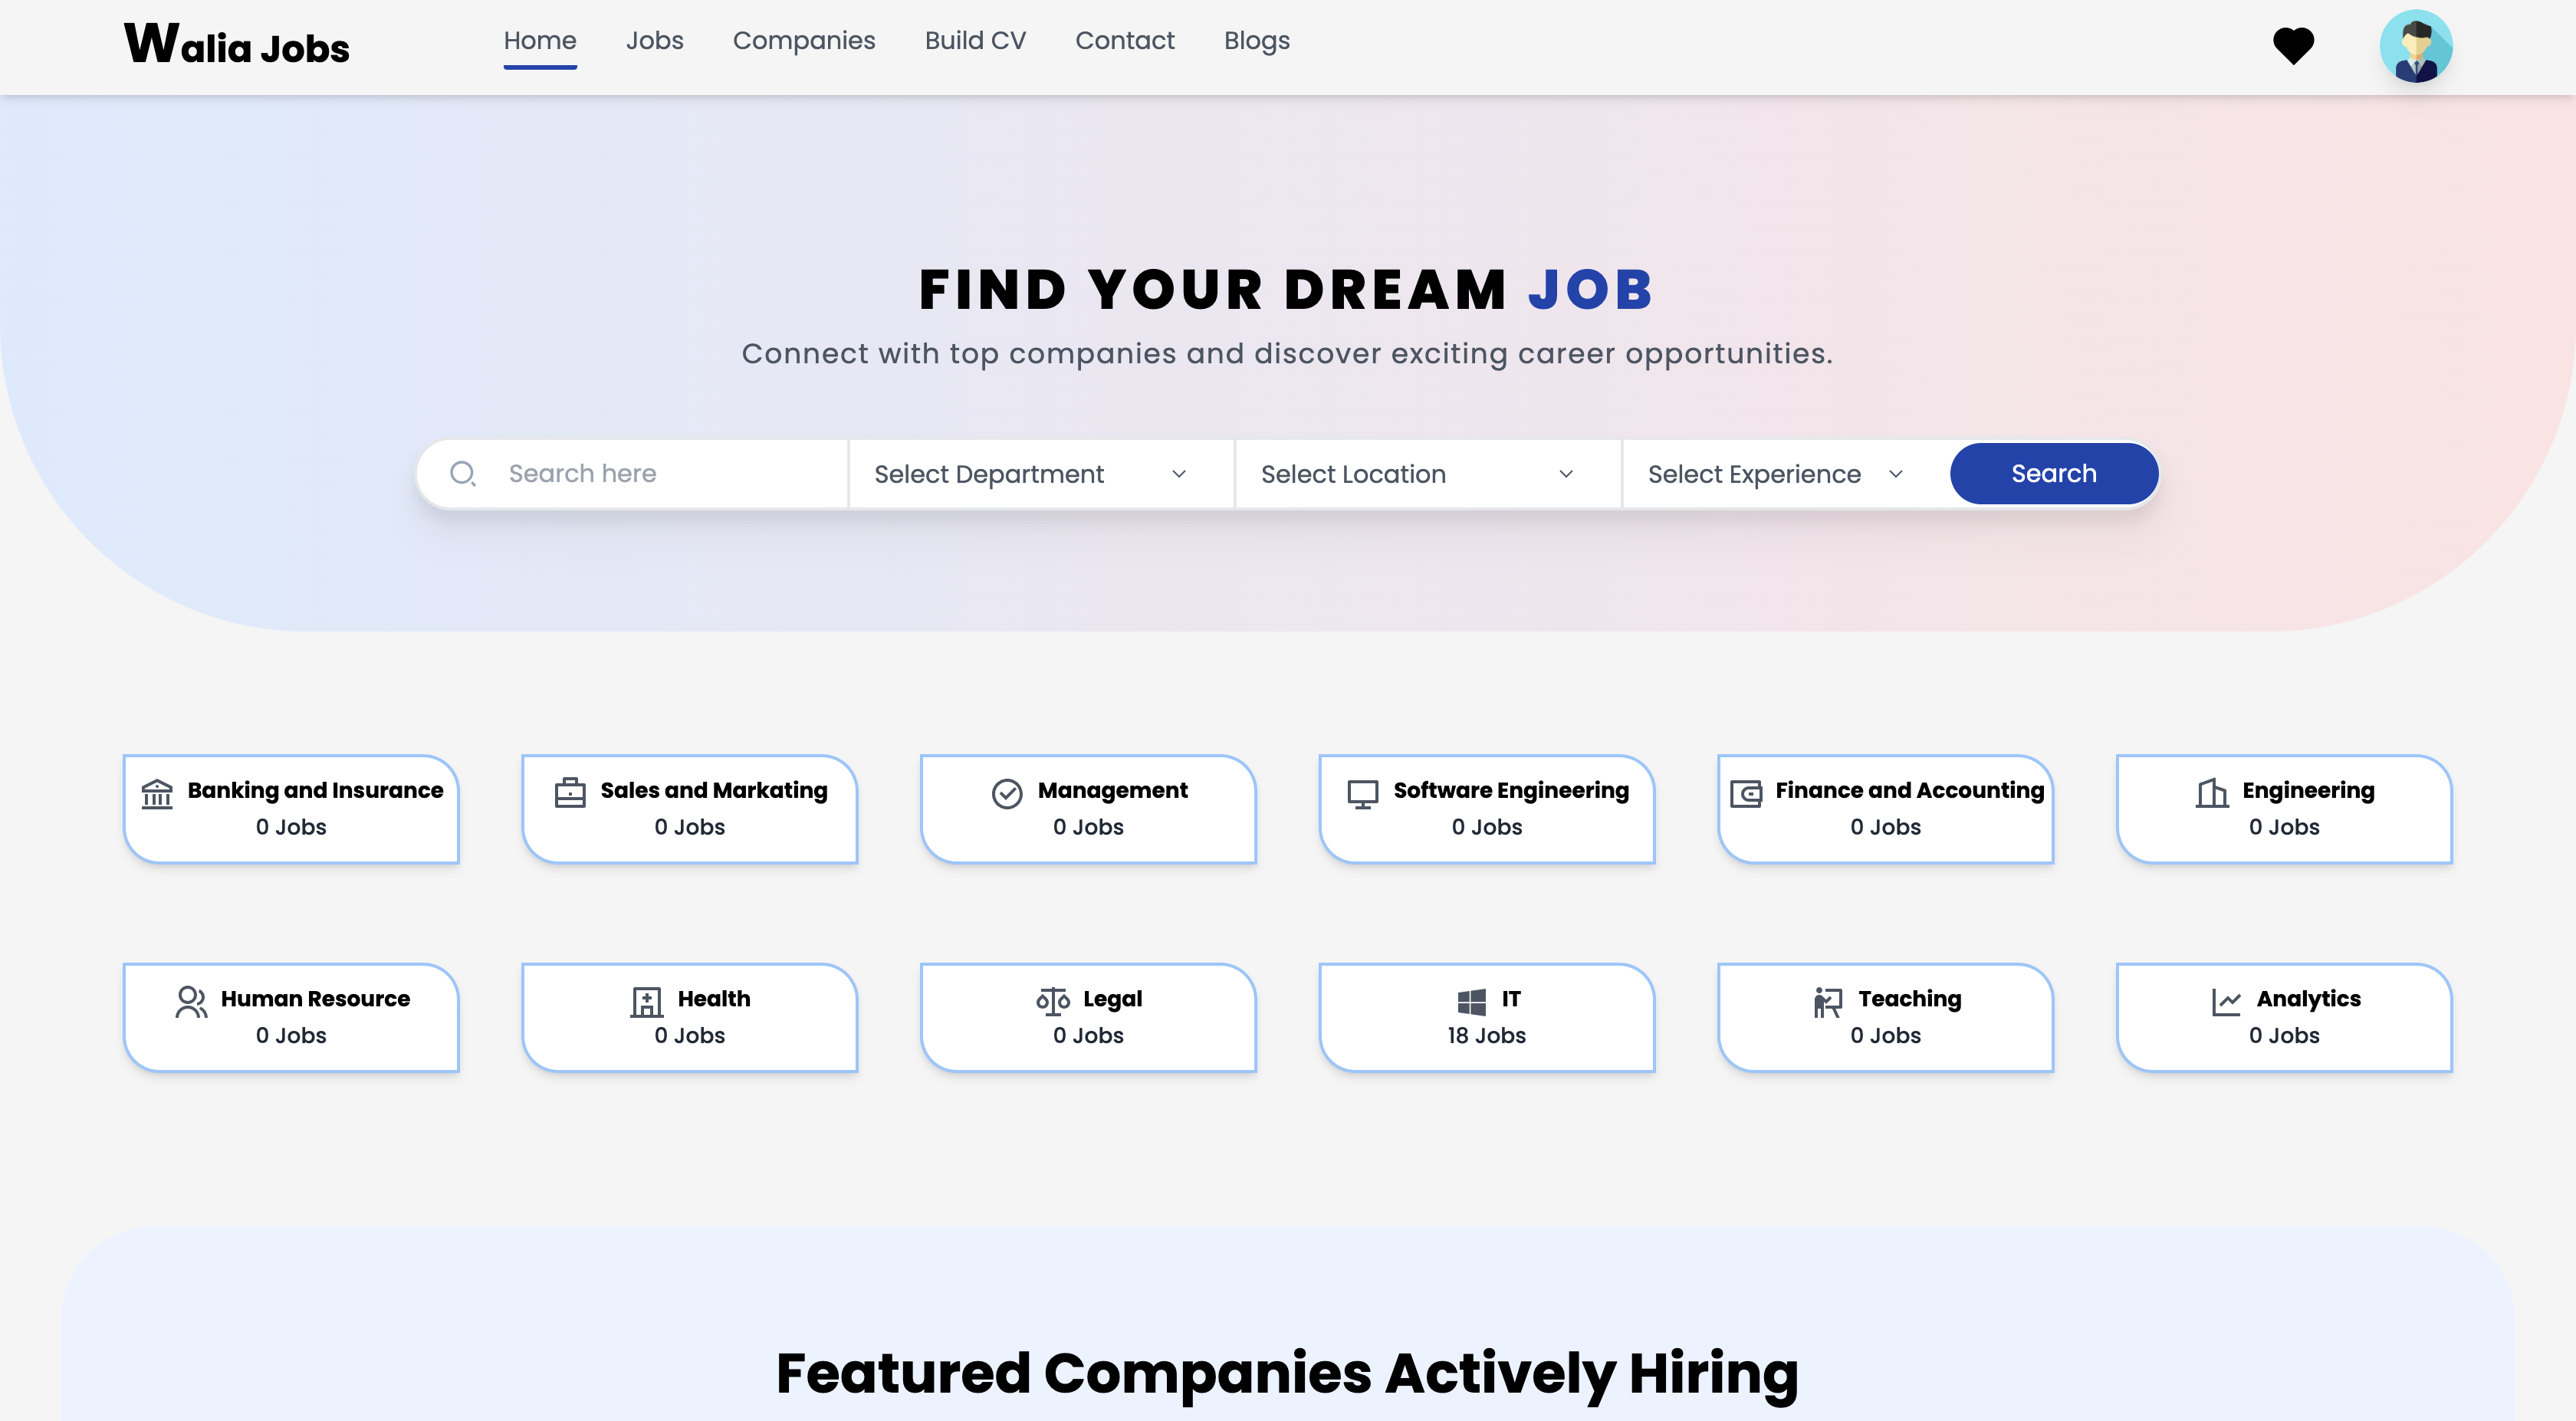 Walia Jobs
Home Jobs Companies Build CV Contact Blogs
FIND YOUR DREAM JOB
Connect with top companies and discover exciting career opportunities.
Search here Select Department Select Location Select Experience Search
Banking and Insurance Sales and Markating Management Software Engineering Finance and Accounting Engineering
0 Jobs 0 Jobs 0 Jobs 0 Jobs 0 Jobs 0 Jobs
Human Resource Health Legal IT Teaching Analytics
0 Jobs 0 Jobs 0 Jobs 18 Jobs 0 Jobs 0 Jobs
Featured Companies Actively Hiring